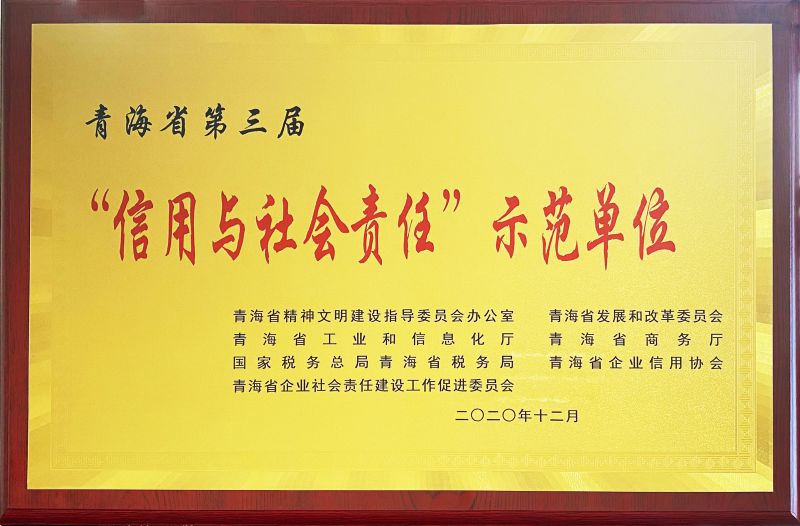 青海省第三届
“信用与社会责任”示范单位
青海省精神文明建设指导委员会办公室 青海省发展和改革委员会
青海省工业和信息化厅 青海省商务厅
国家税务总局青海省税务局 青海省企业信用协会
青海省企业社会责任建设工作促进委员会
二〇二〇年十二月